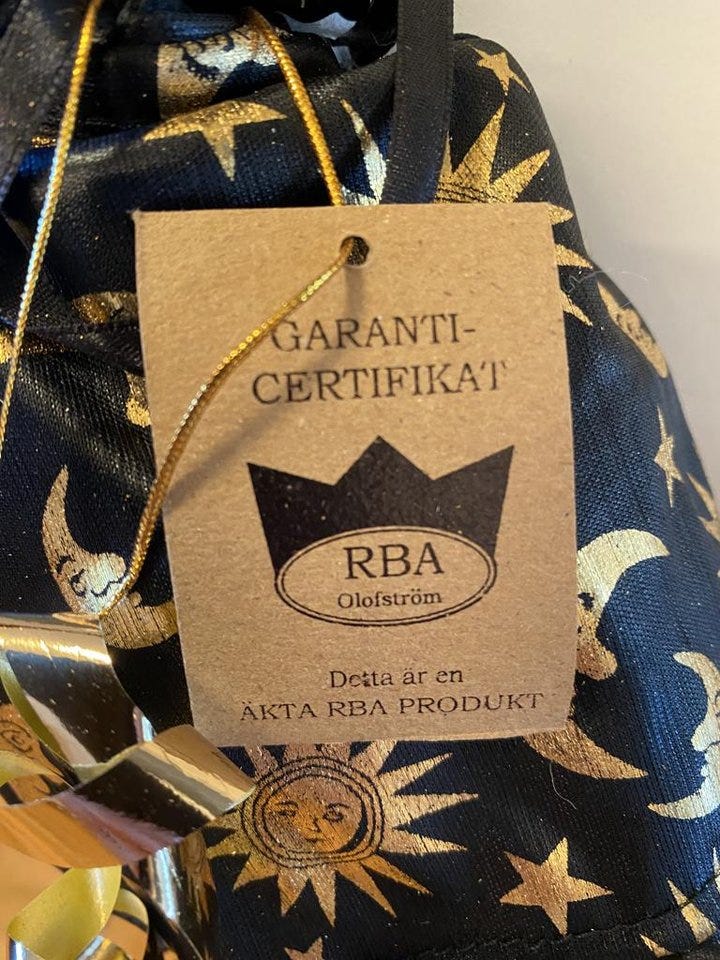 GARANTI-
CERTIFIKAT
RBA
Olofström
Detta är en
ÄKTA RBA PRODUKT